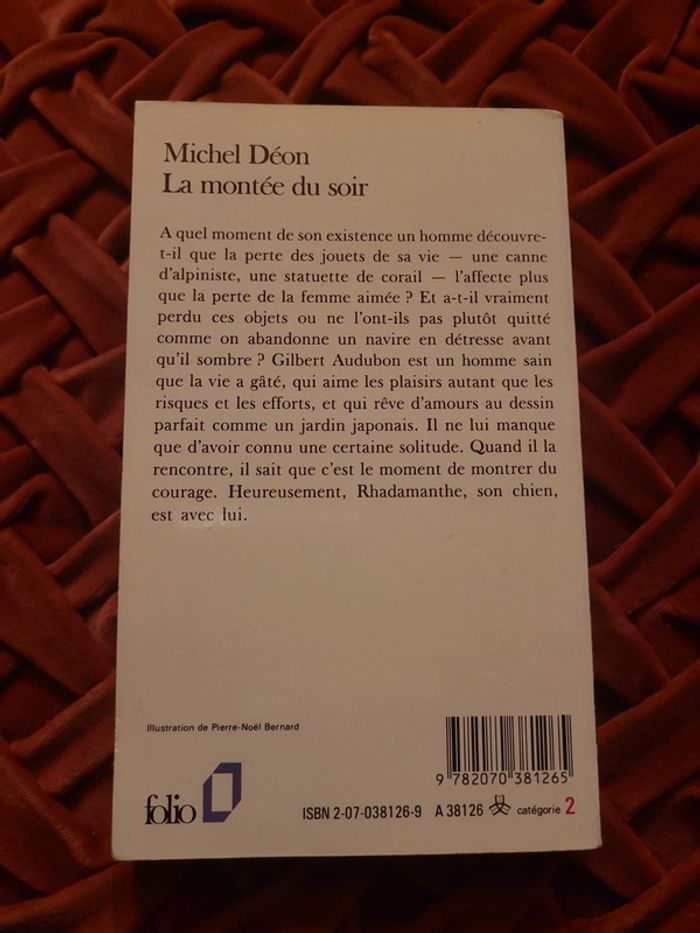 Michel Déon
La montée du soir
A quel moment de son existence un homme découvre-
t-il que la perte des jouets de sa vie — une canne
d'alpiniste, une statuette de corail — l'affecte plus
que la perte de la femme aimée ? Et a-t-il vraiment
perdu ces objets ou ne l'ont-ils pas plutôt quitté
comme on abandonne un navire en détresse avant
qu'il sombre ? Gilbert Audubon est un homme sain
que la vie a gâté, qui aime les plaisirs autant que les
risques et les efforts, et qui rêve d'amours au dessin
parfait comme un jardin japonais. Il ne lui manque
que d'avoir connu une certaine solitude. Quand il la
rencontre, il sait que c'est le moment de montrer du
courage. Heureusement, Rhadamanthe, son chien,
est avec lui.
Illustration de Pierre-Noël Bernard
9 782070 381265
folio
ISBN 2-07-038126-9 A 38126 catégorie 2